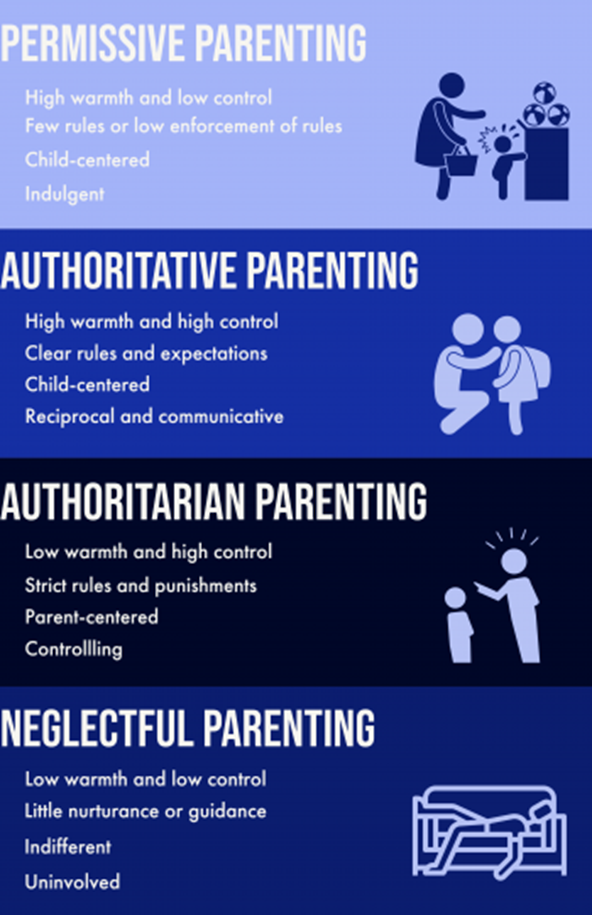 PERMISSIVE PARENTING
High warmth and low control
Few rules or low enforcement of rules
Child-centered
Indulgent
AUTHORITATIVE PARENTING
High warmth and high control
Clear rules and expectations
Child-centered
Reciprocal and communicative
AUTHORITARIAN PARENTING
Low warmth and high control
Strict rules and punishments
Parent-centered
Controllling
NEGLECTFUL PARENTING
Low warmth and low control
Little nurturance or guidance
Indifferent
Uninvolved